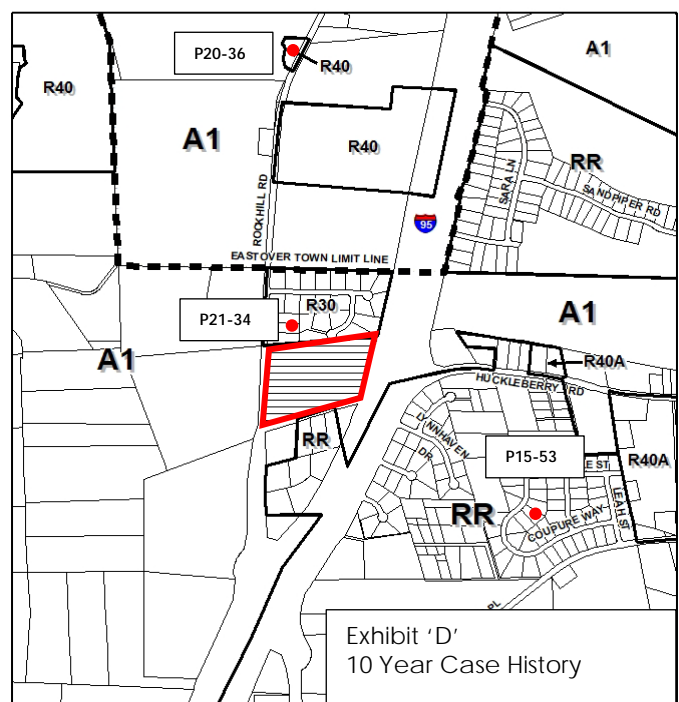 P20-36
R40
A1
R40
A1
R40
RR
SARA LN
SANDPIPER RD
ROCKHILL RD
95
EASTOVER TOWN LIMIT LINE
R30
P21-34
A1
A1
R40A
HUCKLEBERRY RD
RR
LYNNHAVEN
DR
P15-53
E ST
R40A
LEAH ST
RR
COUPURE WAY
PL
Exhibit ‘D’
10 Year Case History